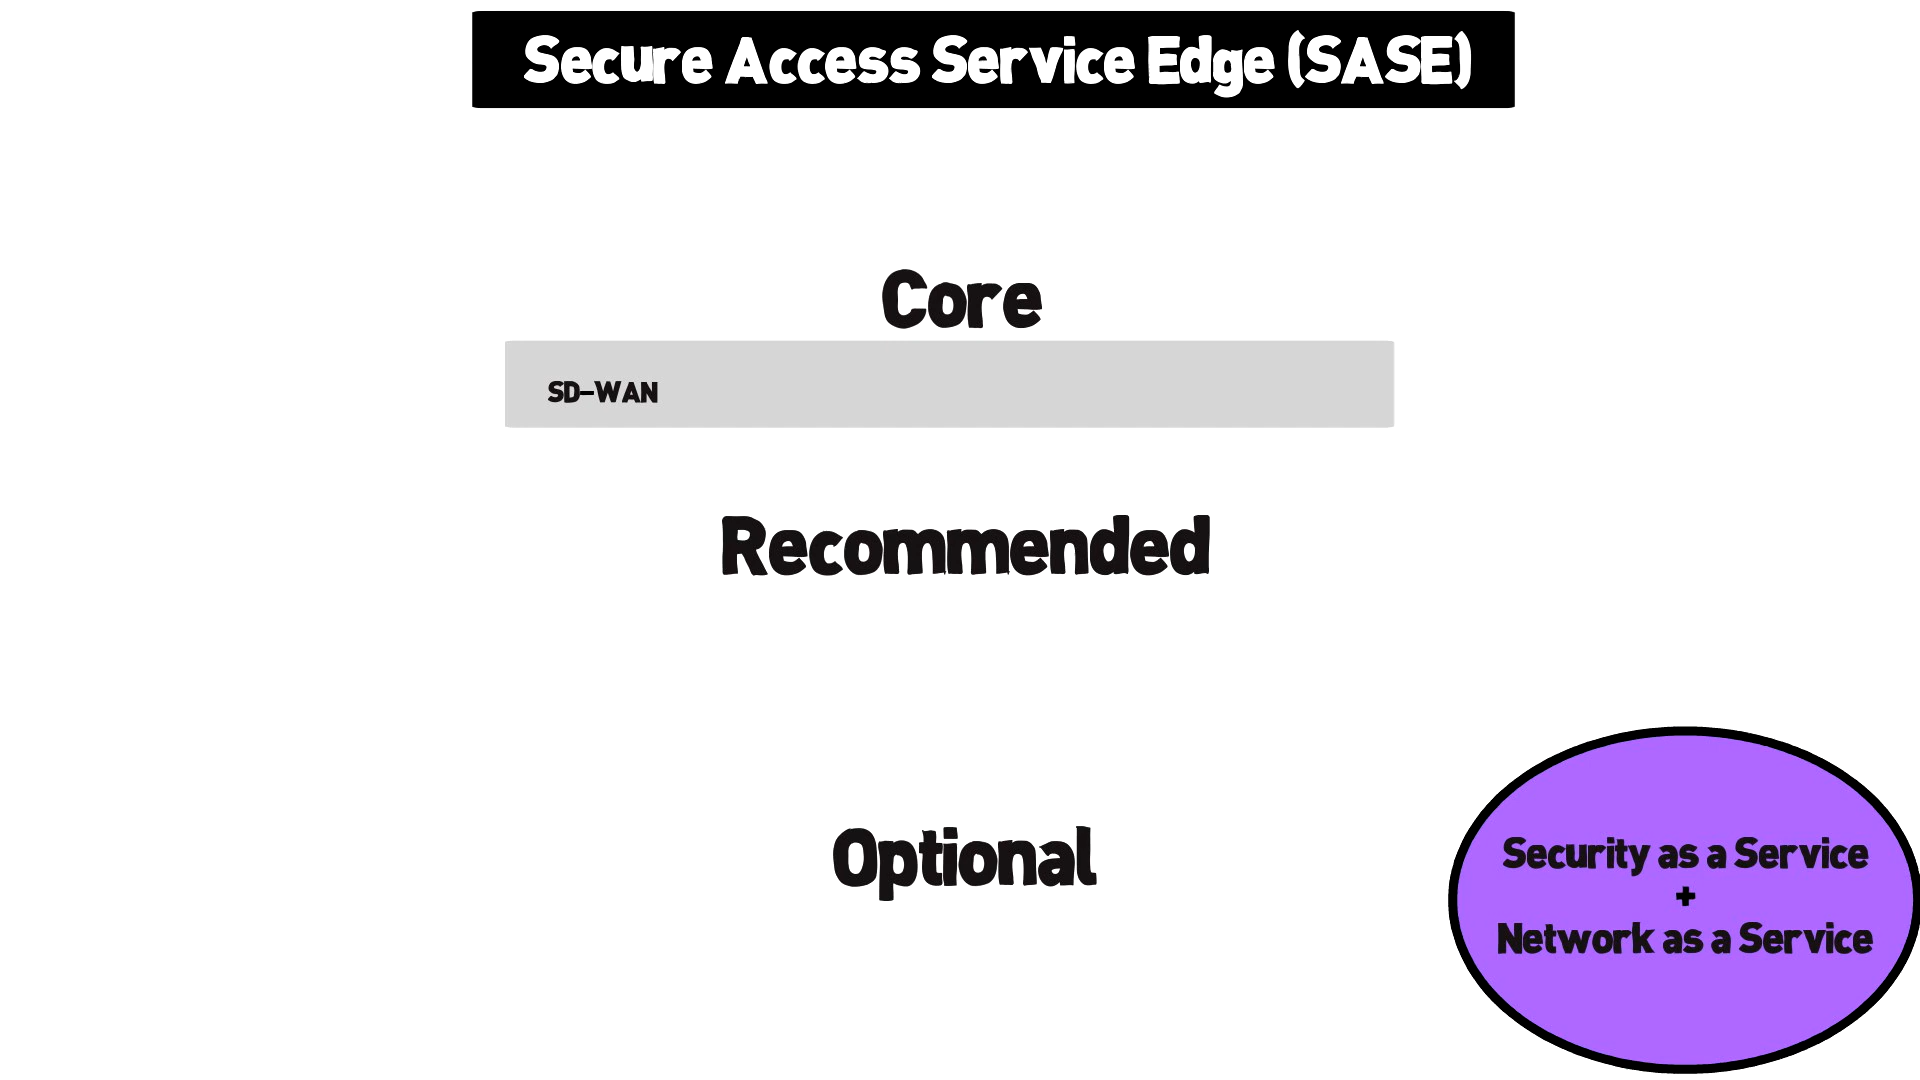 Secure Access Service Edge (SASE)
Core
SD-WAN
Recommended
Optional
Security as a Service
+
Network as a Service